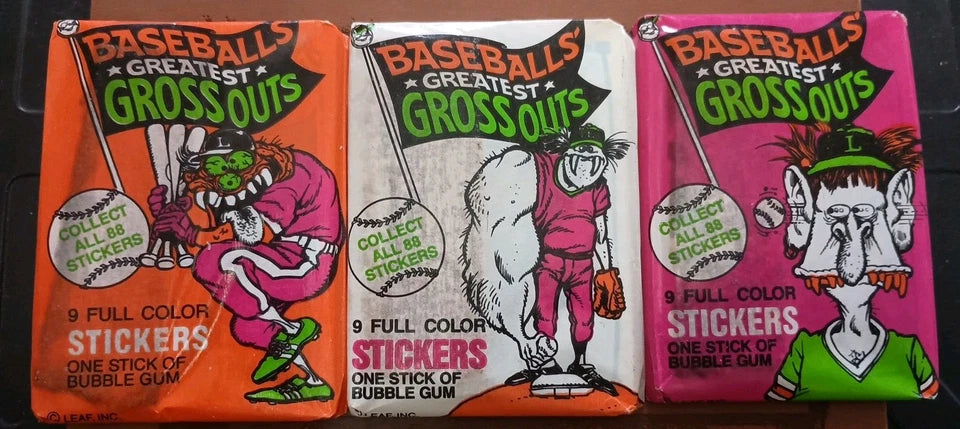 BASEBALLS'
★ GREATEST ★
GROSS OUTS
COLLECT
ALL 88
STICKERS
9 FULL COLOR
STICKERS
ONE STICK OF
BUBBLE GUM
© LEAF, INC.
BASEBALLS'
★ GREATEST ★
GROSS OUTS
COLLECT
ALL 88
STICKERS
9 FULL COLOR
STICKERS
ONE STICK OF
BUBBLE GUM
LEAF, INC.
BASEBALLS'
★ GREATEST ★
GROSS OUTS
L
COLLECT
ALL 88
STICKERS
9 FULL COLOR
STICKERS
ONE STICK OF
BUBBLE GUM